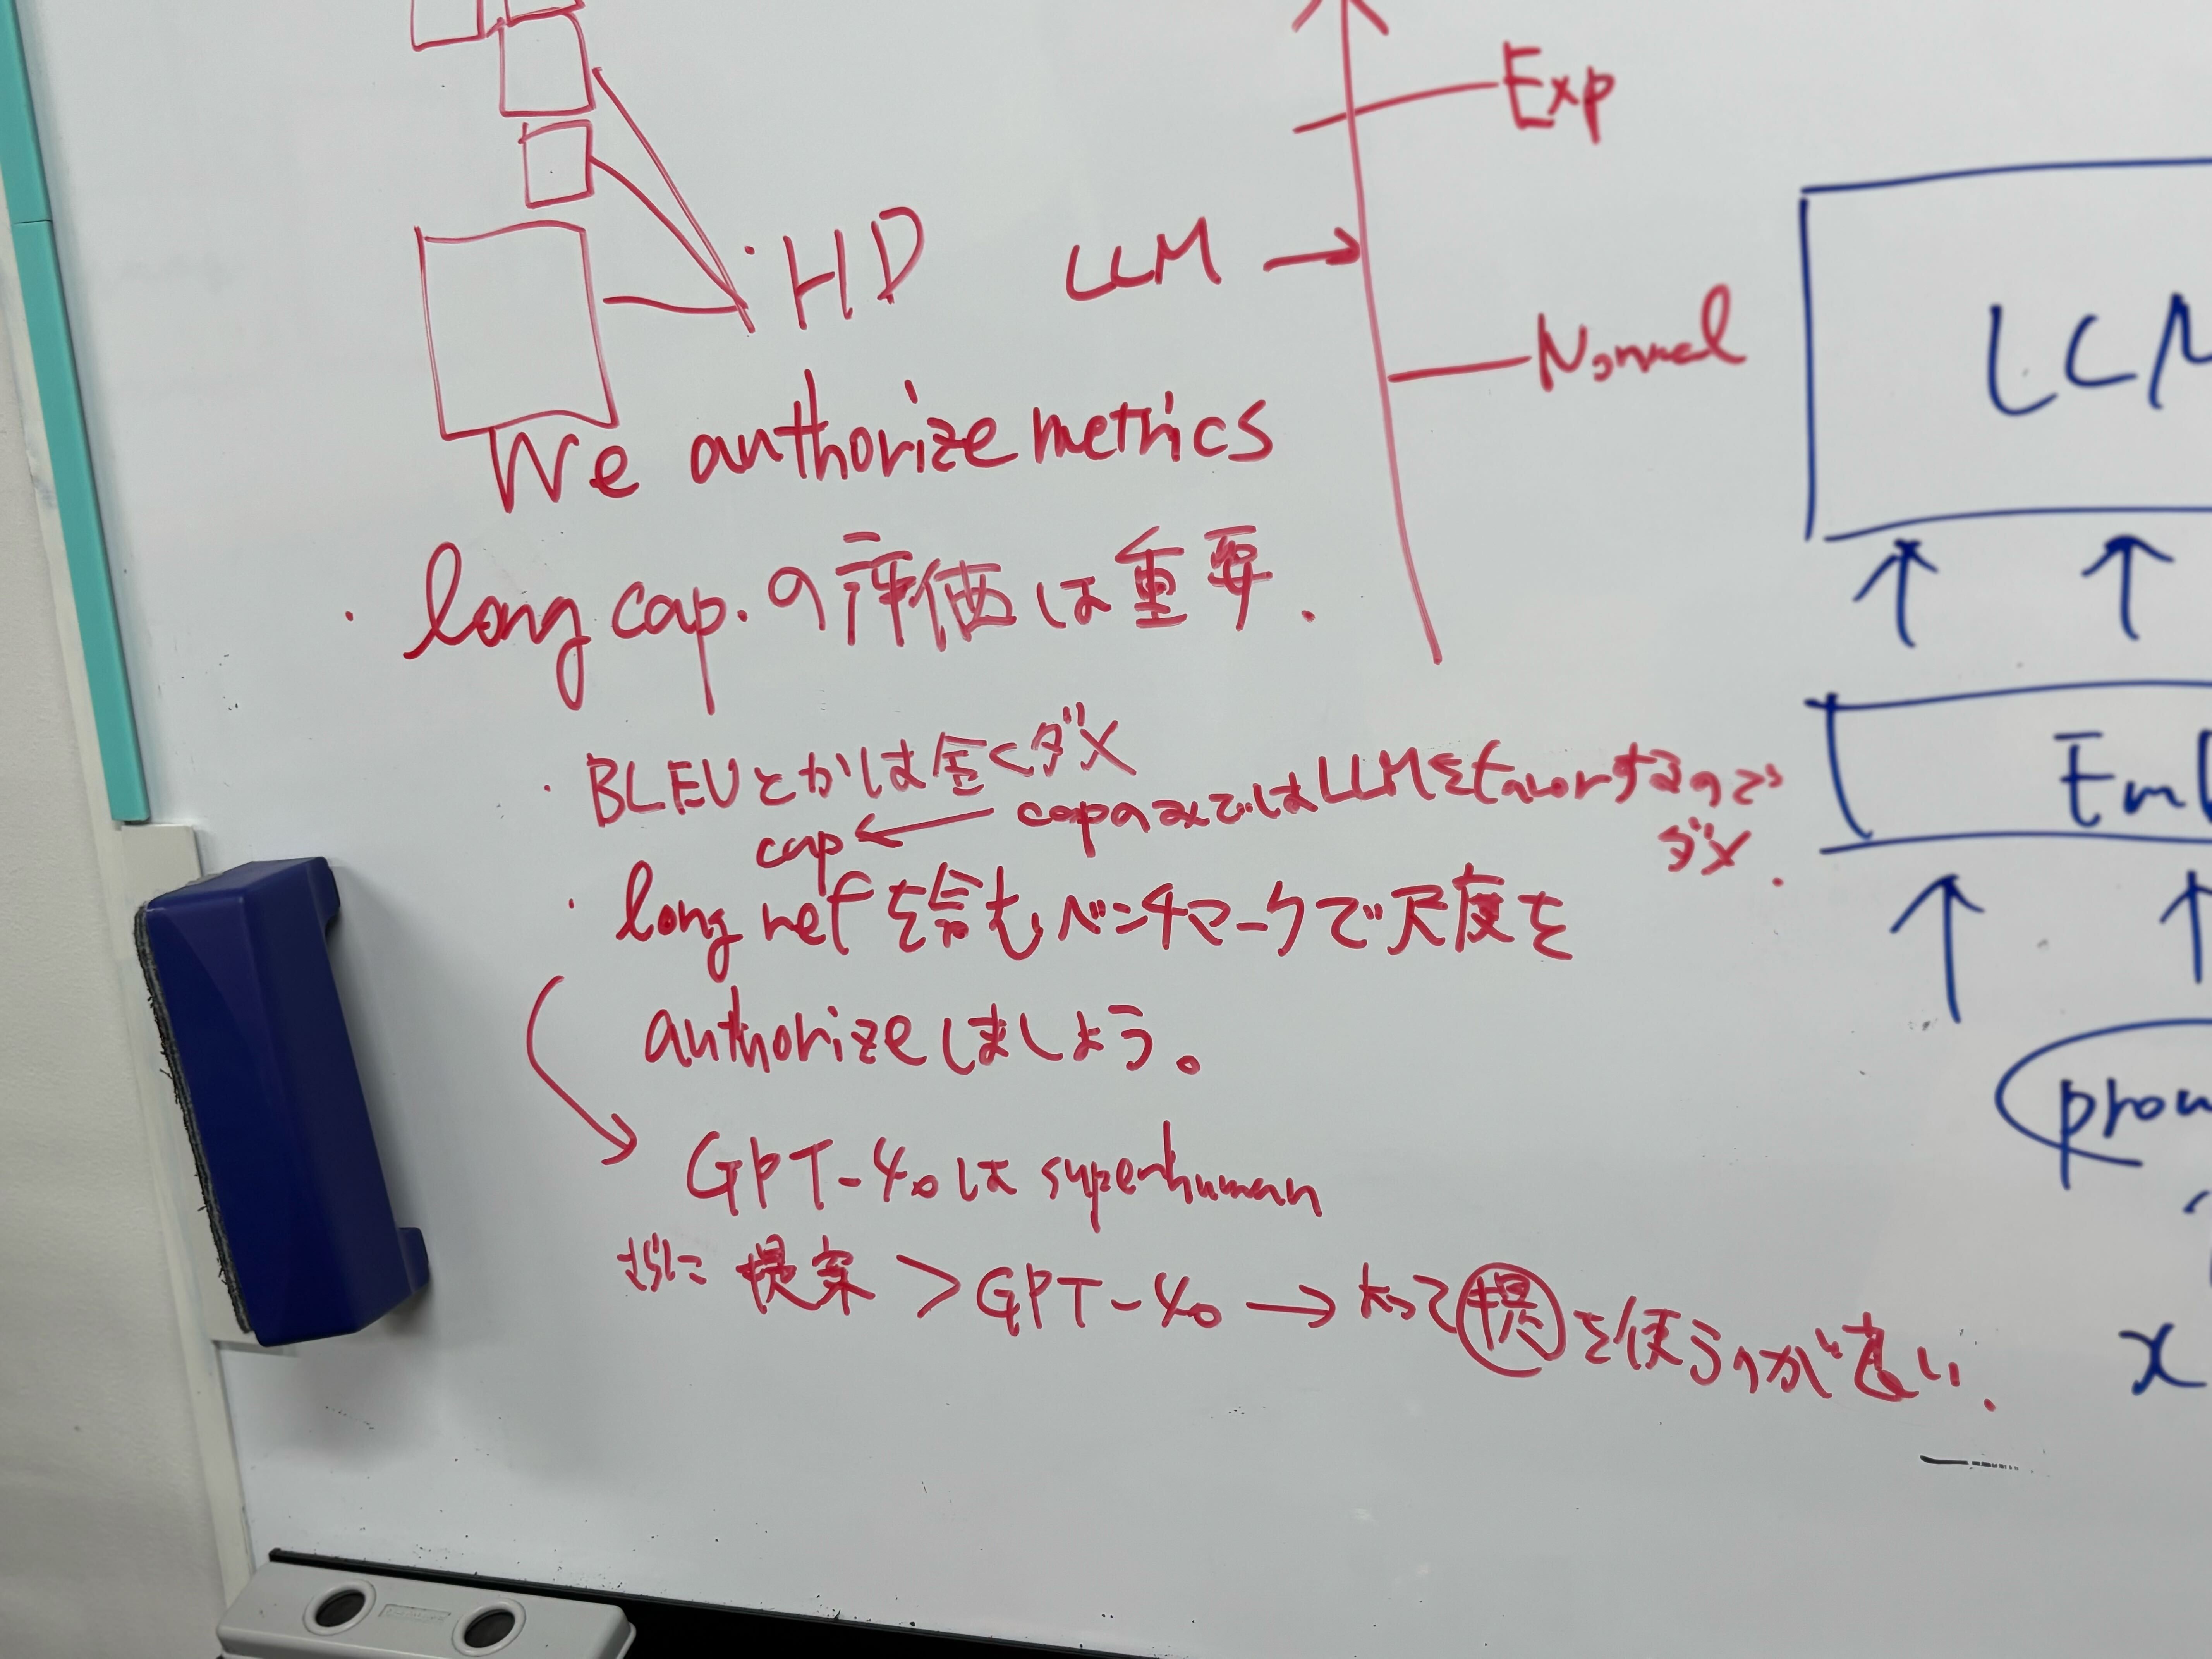 Exp
・HD
LLM →
Normal
LCM
We authorize metrics
・long cap.の評価は重要.
・BLEUとかは全くダメ
cap ← capのみではLLMをfavorするので
ダメ.
・long refを含むベンチマークで尺度を
authorizeしましょう。
GPT-4oは superhuman
さらに 提案 > GPT-4o → よって提を使うのが良い.
Emb
prom
x